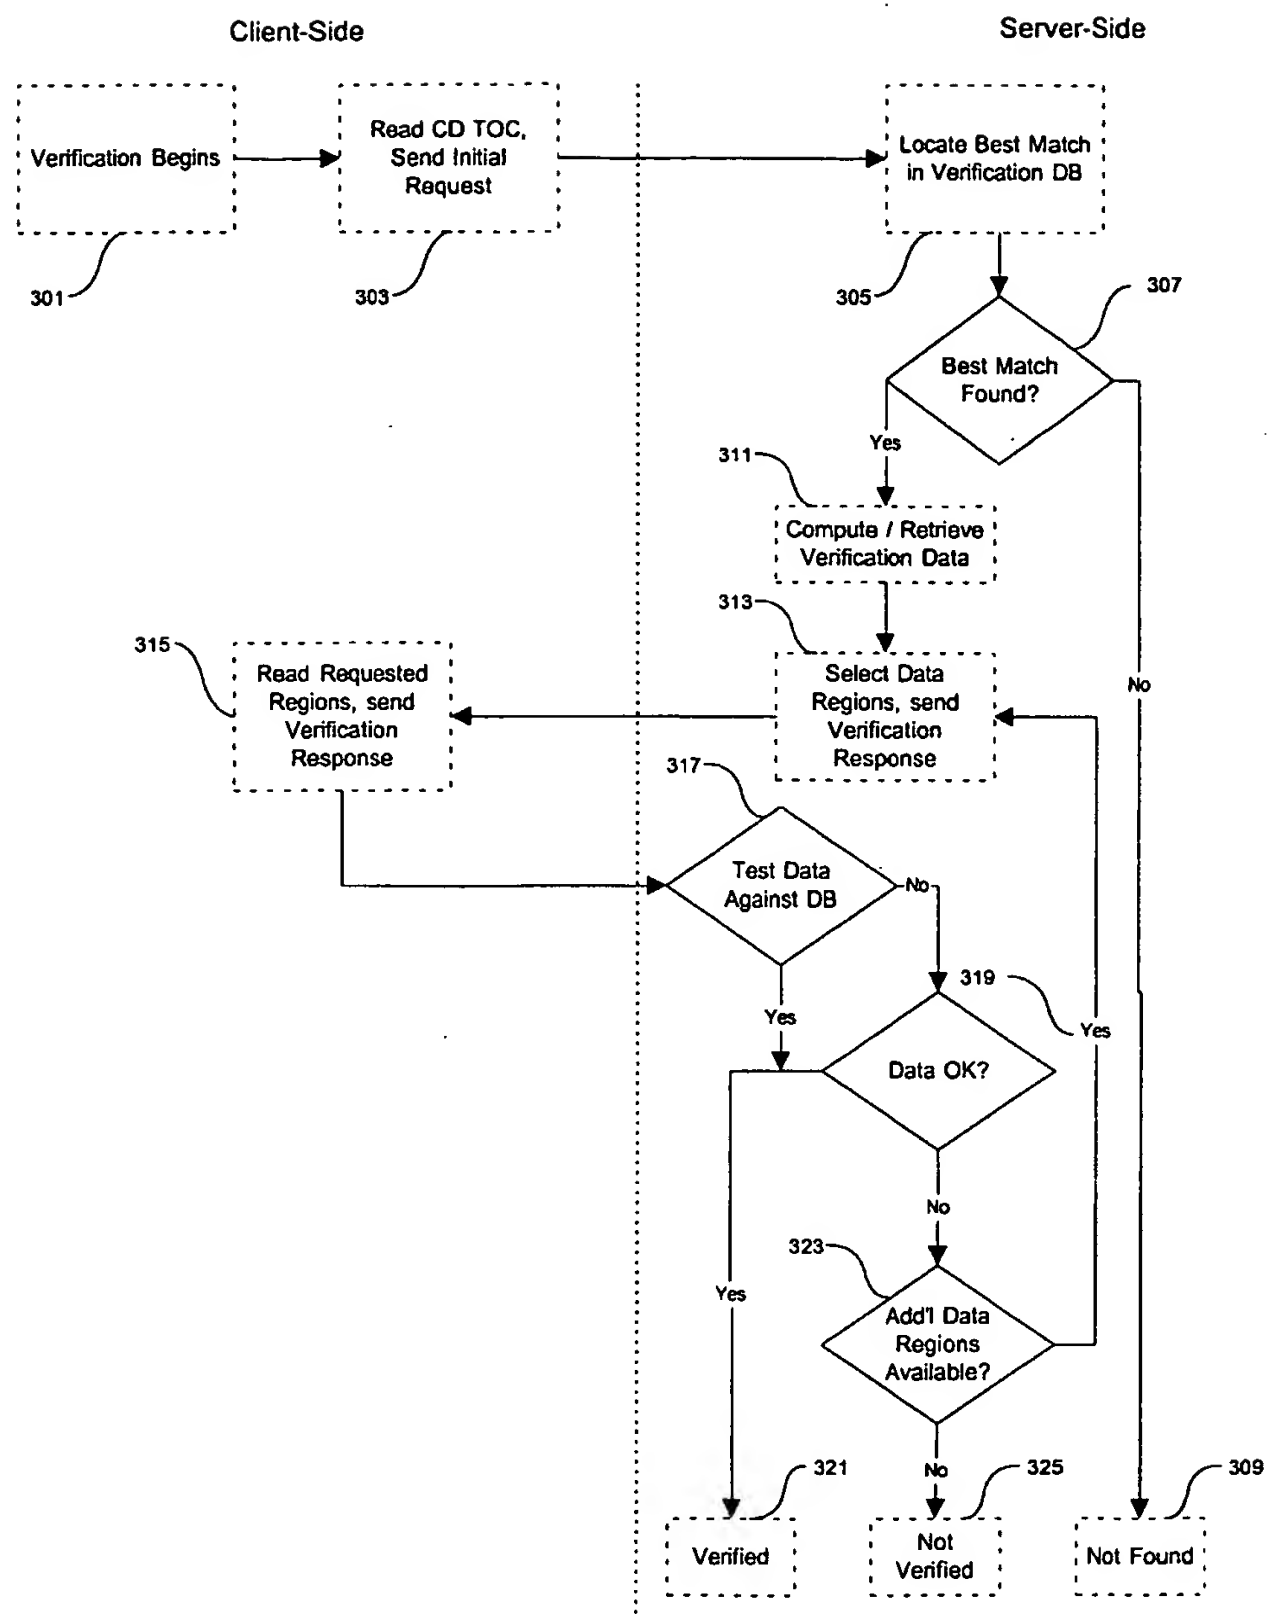 Client-Side
Server-Side
Verification Begins
Read CD TOC,
Send Initial
Request
Locate Best Match
in Verification DB
301
303
305
307
Best Match
Found?
Yes
311
Compute / Retrieve
Verification Data
313
315
Read Requested
Regions, send
Verification
Response
Select Data
Regions, send
Verification
Response
No
317
Test Data
Against DB
No
319
Yes
Yes
Data OK?
No
323
Yes
Add'l Data
Regions
Available?
No
321
325
309
Verified
Not
Verified
Not Found